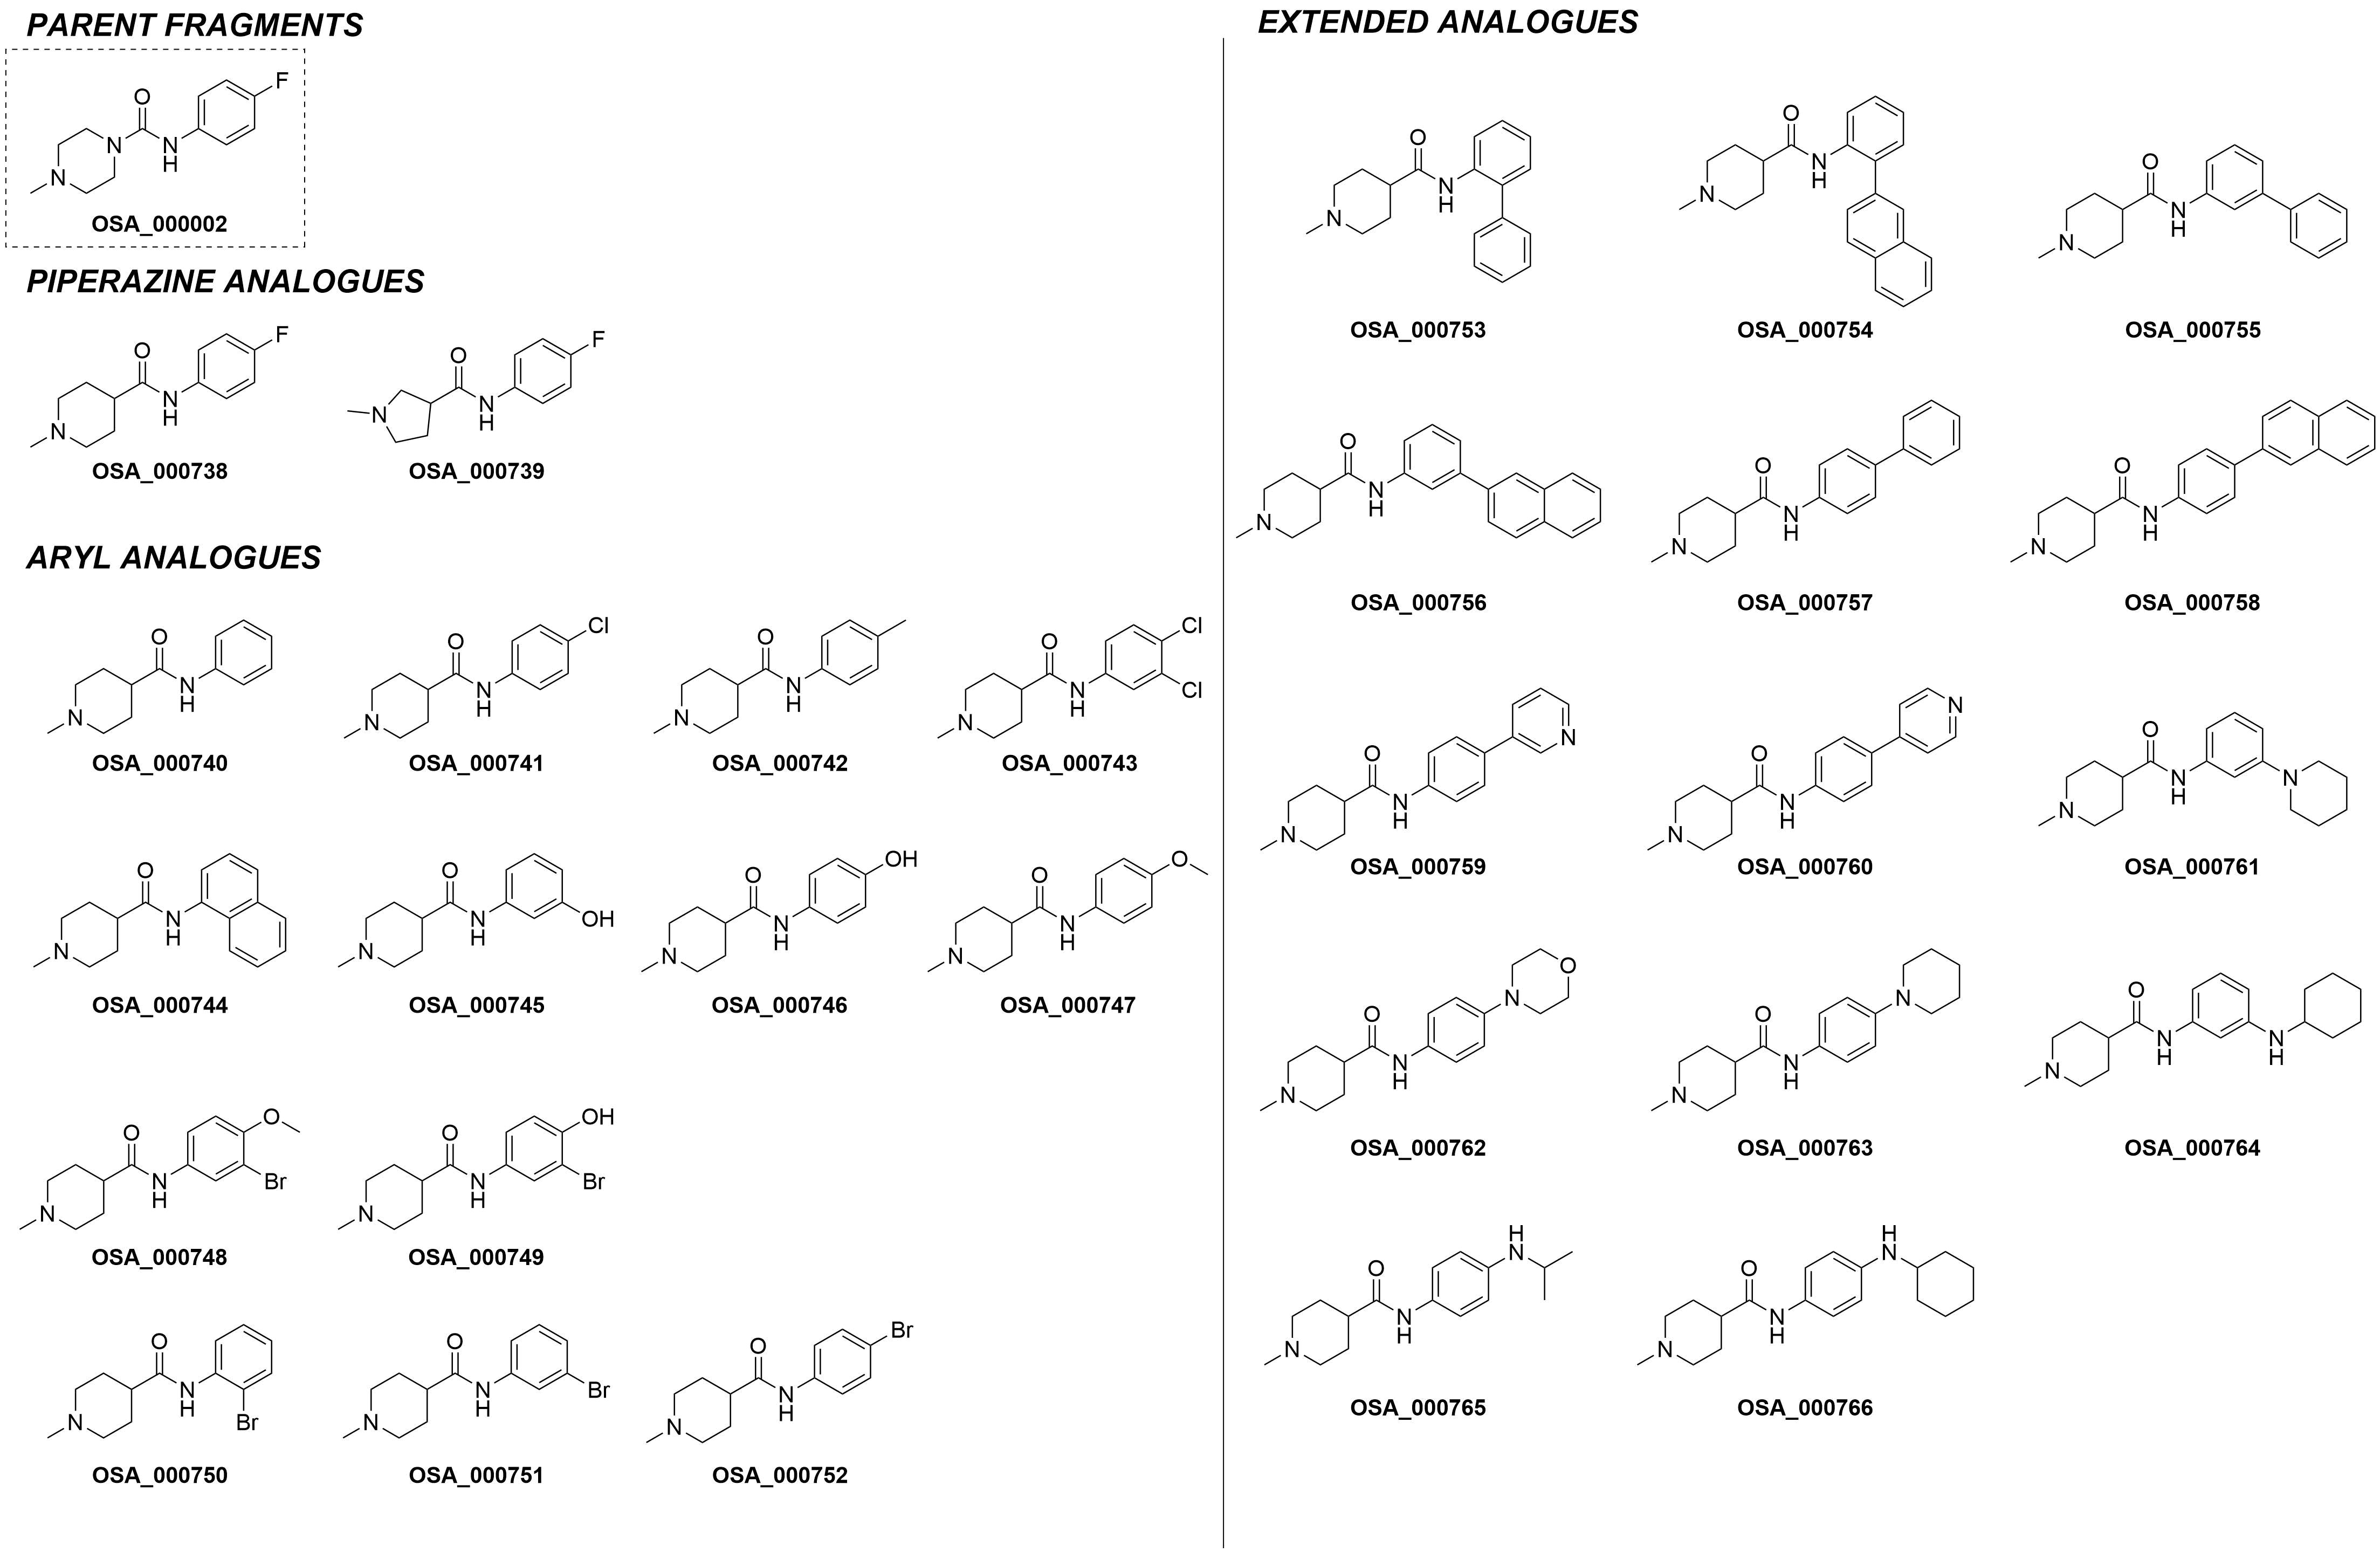 PARENT FRAGMENTS
O
F
N
N
H
N
OSA_000002
PIPERAZINE ANALOGUES
O
F
N
H
N
OSA_000738
O
F
N
H
N
OSA_000739
ARYL ANALOGUES
O
N
H
N
OSA_000740
O
Cl
N
H
N
OSA_000741
O
N
H
N
OSA_000742
O
Cl
Cl
N
H
N
OSA_000743
O
N
H
N
OSA_000744
O
N
H
OH
N
OSA_000745
O
OH
N
H
N
OSA_000746
O
O
N
H
N
OSA_000747
O
O
N
H
Br
N
OSA_000748
O
OH
N
H
Br
N
OSA_000749
O
N
H
Br
N
OSA_000750
O
N
H
Br
N
OSA_000751
O
Br
N
H
N
OSA_000752
EXTENDED ANALOGUES
O
N
H
N
OSA_000753
O
N
H
N
OSA_000754
O
N
H
N
OSA_000755
O
N
H
N
OSA_000756
O
N
H
N
OSA_000757
O
N
H
N
OSA_000758
N
O
N
H
N
OSA_000759
N
O
N
H
N
OSA_000760
O
N
H
N
N
OSA_000761
O
N
O
N
H
N
OSA_000762
N
O
N
H
N
OSA_000763
O
N
H
N
H
N
OSA_000764
H
N
O
N
H
N
OSA_000765
H
N
O
N
H
N
OSA_000766